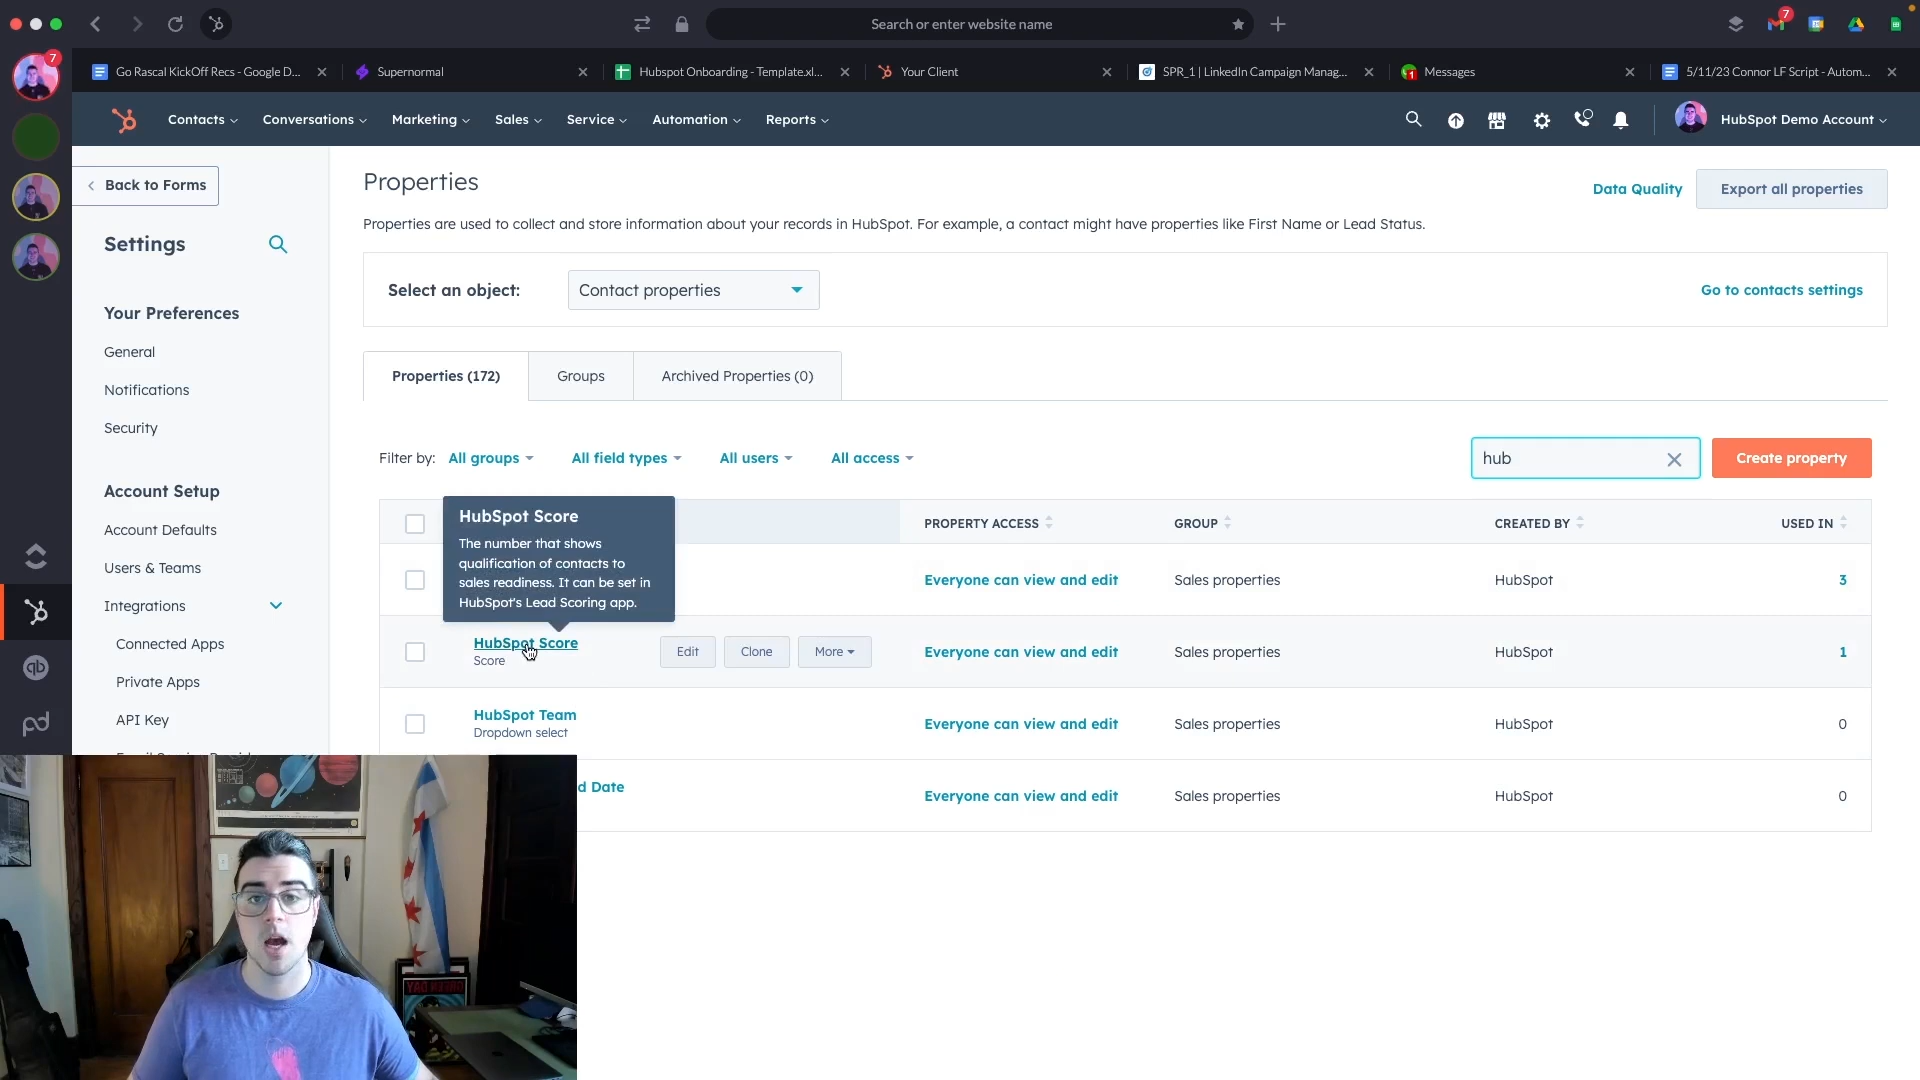 Search or enter website name
7
7
Go Rascal KickOff Recs - Google D...
Supernormal
Hubspot Onboarding - Template.xl...
Your Client
SPR_1 | LinkedIn Campaign Manag...
1
Messages
5/11/23 Connor LF Script - Autom...
Contacts
Conversations
Marketing
Sales
Service
Automation
Reports
HubSpot Demo Account
Back to Forms
Settings
Your Preferences
General
Notifications
Security
Account Setup
Account Defaults
Users & Teams
Integrations
Connected Apps
Private Apps
API Key
qb
pd
Properties
Data Quality
Export all properties
Properties are used to collect and store information about your records in HubSpot. For example, a contact might have properties like First Name or Lead Status.
Select an object:
Contact properties
Go to contacts settings
Properties (172)
Groups
Archived Properties (0)
Filter by:
All groups
All field types
All users
All access
hub
Create property
PROPERTY ACCESS
GROUP
CREATED BY
USED IN
HubSpot Score
The number that shows
qualification of contacts to
sales readiness. It can be set in
HubSpot's Lead Scoring app.
Everyone can view and edit
Sales properties
HubSpot
3
HubSpot Score
Score
Edit
Clone
More
Everyone can view and edit
Sales properties
HubSpot
1
HubSpot Team
Dropdown select
Everyone can view and edit
Sales properties
HubSpot
0
d Date
Everyone can view and edit
Sales properties
HubSpot
0
GREEN DAY